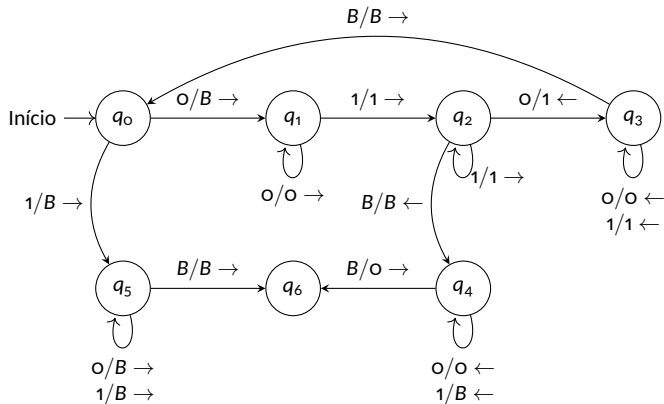 B/B →
Início q₀ 0/B → q₁ 1/1 → q₂ 0/1 ← q₃
0/0 →
1/1 →
0/0 ←
1/1 ←
1/B →
B/B ←
q₅ B/B → q₆ B/0 → q₄
0/B →
1/B →
0/0 ←
1/B ←